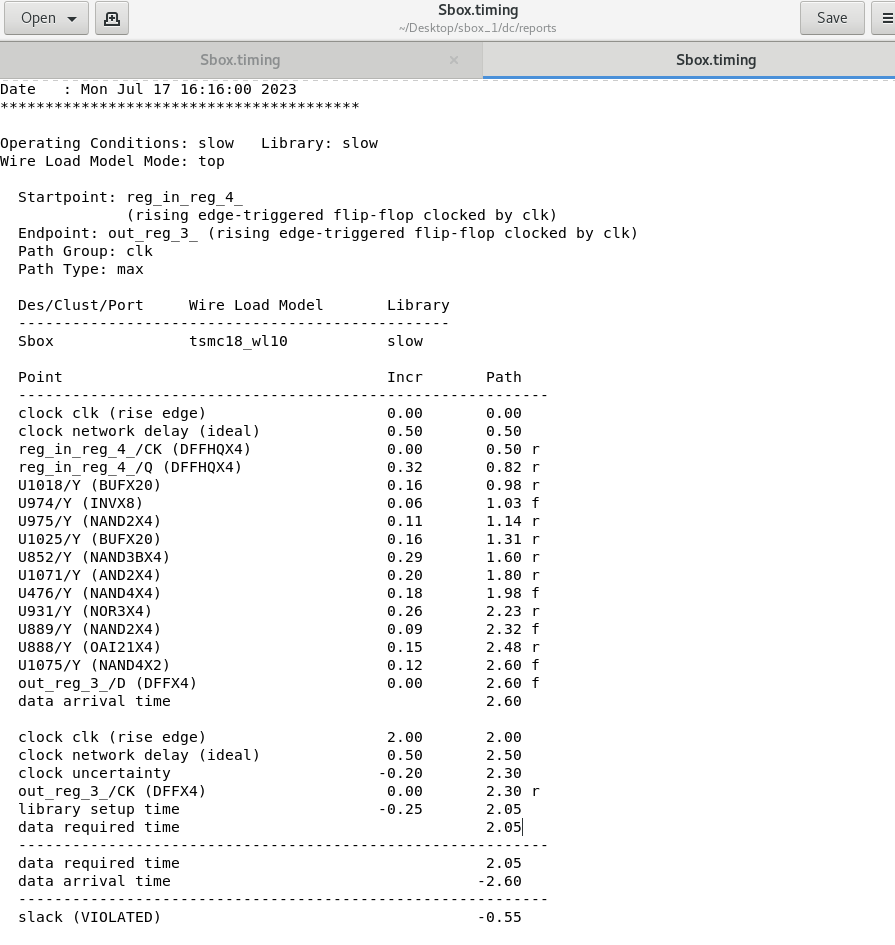 Open
Sbox.timing
~/Desktop/sbox_1/dc/reports
Save
Sbox.timing ×
Sbox.timing
Date   : Mon Jul 17 16:16:00 2023
****************************************

Operating Conditions: slow   Library: slow
Wire Load Model Mode: top

  Startpoint: reg_in_reg_4_
              (rising edge-triggered flip-flop clocked by clk)
  Endpoint: out_reg_3_ (rising edge-triggered flip-flop clocked by clk)
  Path Group: clk
  Path Type: max

  Des/Clust/Port     Wire Load Model       Library
  ------------------------------------------------
  Sbox               tsmc18_wl10           slow

  Point                                    Incr       Path
  -----------------------------------------------------------
  clock clk (rise edge)                    0.00       0.00
  clock network delay (ideal)              0.50       0.50
  reg_in_reg_4_/CK (DFFHQX4)               0.00       0.50 r
  reg_in_reg_4_/Q (DFFHQX4)                0.32       0.82 r
  U1018/Y (BUFX20)                         0.16       0.98 r
  U974/Y (INVX8)                           0.06       1.03 f
  U975/Y (NAND2X4)                         0.11       1.14 r
  U1025/Y (BUFX20)                         0.16       1.31 r
  U852/Y (NAND3BX4)                        0.29       1.60 r
  U1071/Y (AND2X4)                         0.20       1.80 r
  U476/Y (NAND4X4)                         0.18       1.98 f
  U931/Y (NOR3X4)                          0.26       2.23 r
  U889/Y (NAND2X4)                         0.09       2.32 f
  U888/Y (OAI21X4)                         0.15       2.48 r
  U1075/Y (NAND4X2)                        0.12       2.60 f
  out_reg_3_/D (DFFX4)                     0.00       2.60 f
  data arrival time                                   2.60

  clock clk (rise edge)                    2.00       2.00
  clock network delay (ideal)              0.50       2.50
  clock uncertainty                       -0.20       2.30
  out_reg_3_/CK (DFFX4)                    0.00       2.30 r
  library setup time                      -0.25       2.05
  data required time                                  2.05
  -----------------------------------------------------------
  data required time                                  2.05
  data arrival time                                  -2.60
  -----------------------------------------------------------
  slack (VIOLATED)                                   -0.55